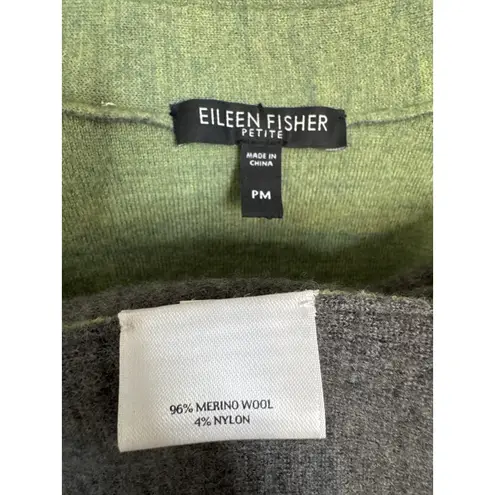 EILEEN FISHER
PETITE
MADE IN
CHINA
PM
96% MERINO WOOL
4% NYLON